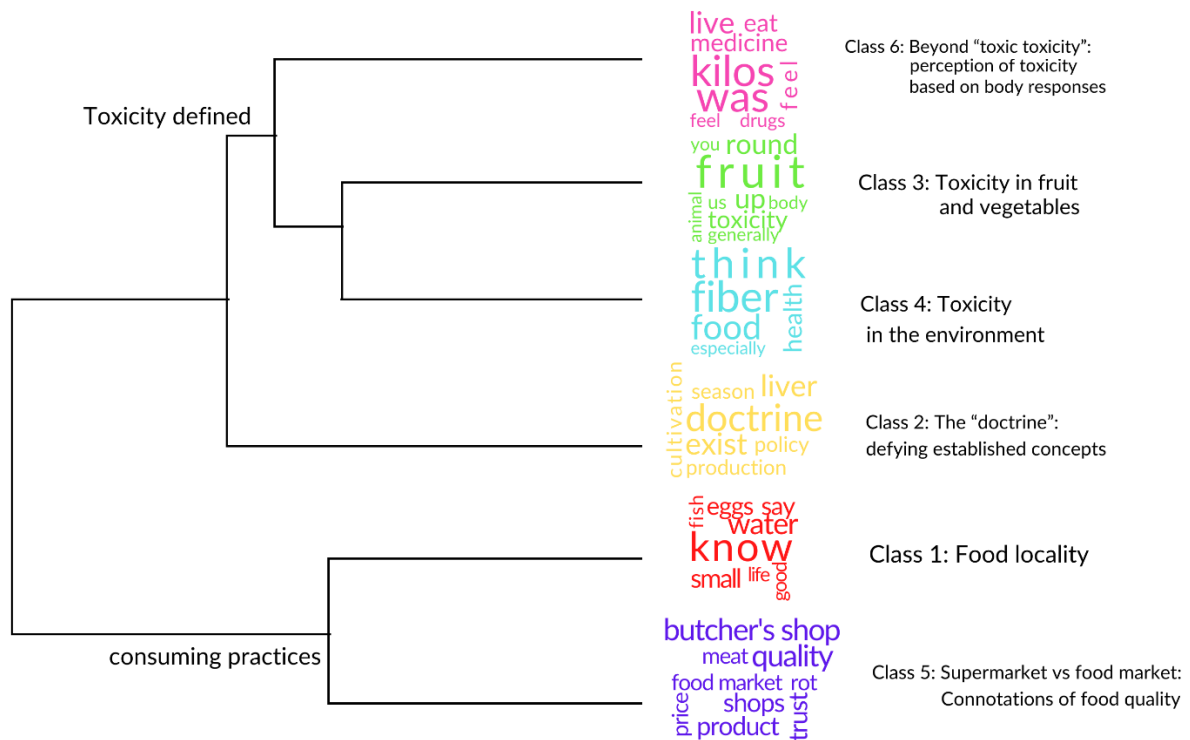 live eat
medicine
kilos
was
feel
feel drugs
Class 6: Beyond “toxic toxicity”:
perception of toxicity
based on body responses
Toxicity defined
you round
fruit
us up body
animal
toxicity
generally
Class 3: Toxicity in fruit
and vegetables
think
fiber
food
health
especially
Class 4: Toxicity
in the environment
cultivation
season liver
doctrine
exist policy
production
Class 2: The “doctrine”:
defying established concepts
fish
eggs say
water
know
small life
good
Class 1: Food locality
consuming practices
butcher's shop
meat quality
food market rot
price
shops
trust
product
Class 5: Supermarket vs food market:
Connotations of food quality